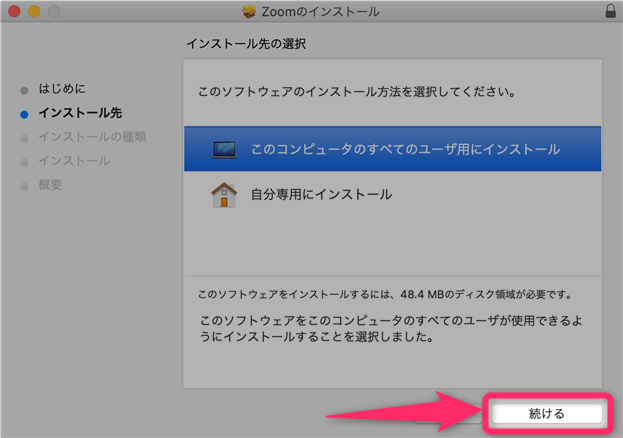 Zoomのインストール
インストール先の選択
はじめに
インストール先
インストールの種類
インストール
概要
このソフトウェアのインストール方法を選択してください。
このコンピュータのすべてのユーザ用にインストール
自分専用にインストール
このソフトウェアをインストールするには、48.4 MBのディスク領域が必要です。
このソフトウェアをこのコンピュータのすべてのユーザが使用できるよ
うにインストールすることを選択しました。
続ける